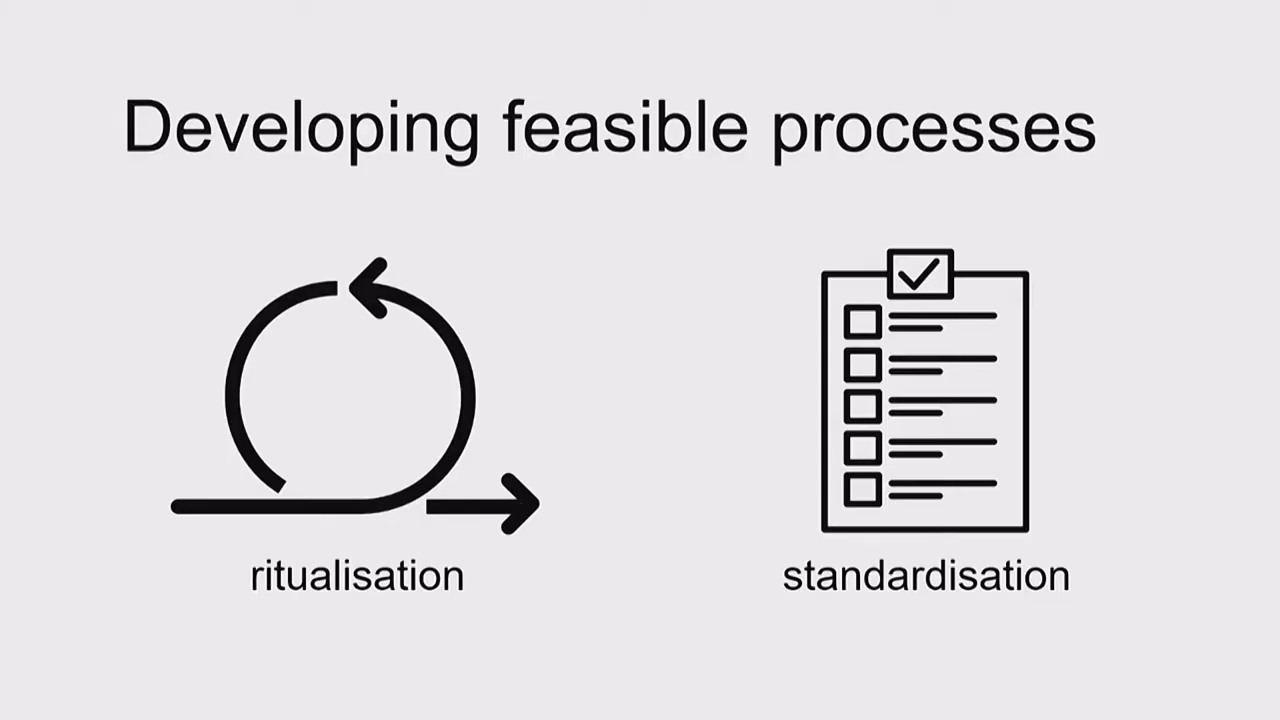 Developing feasible processes
ritualisation
standardisation